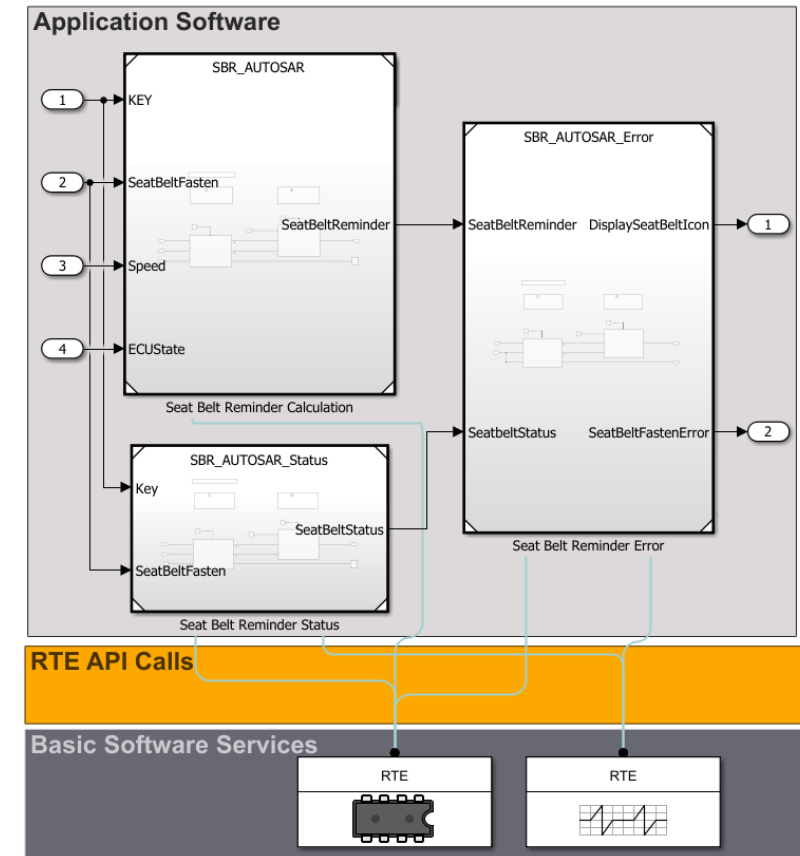 Application Software
SBR_AUTOSAR
1
KEY
2
SeatBeltFasten
SeatBeltReminder
3
Speed
4
ECUState
Seat Belt Reminder Calculation
SBR_AUTOSAR_Status
Key
SeatBeltStatus
SeatBeltFasten
Seat Belt Reminder Status
SBR_AUTOSAR_Error
SeatBeltReminder
DisplaySeatBeltIcon
1
SeatbeltStatus
SeatBeltFastenError
2
Seat Belt Reminder Error
RTE API Calls
Basic Software Services
RTE
RTE